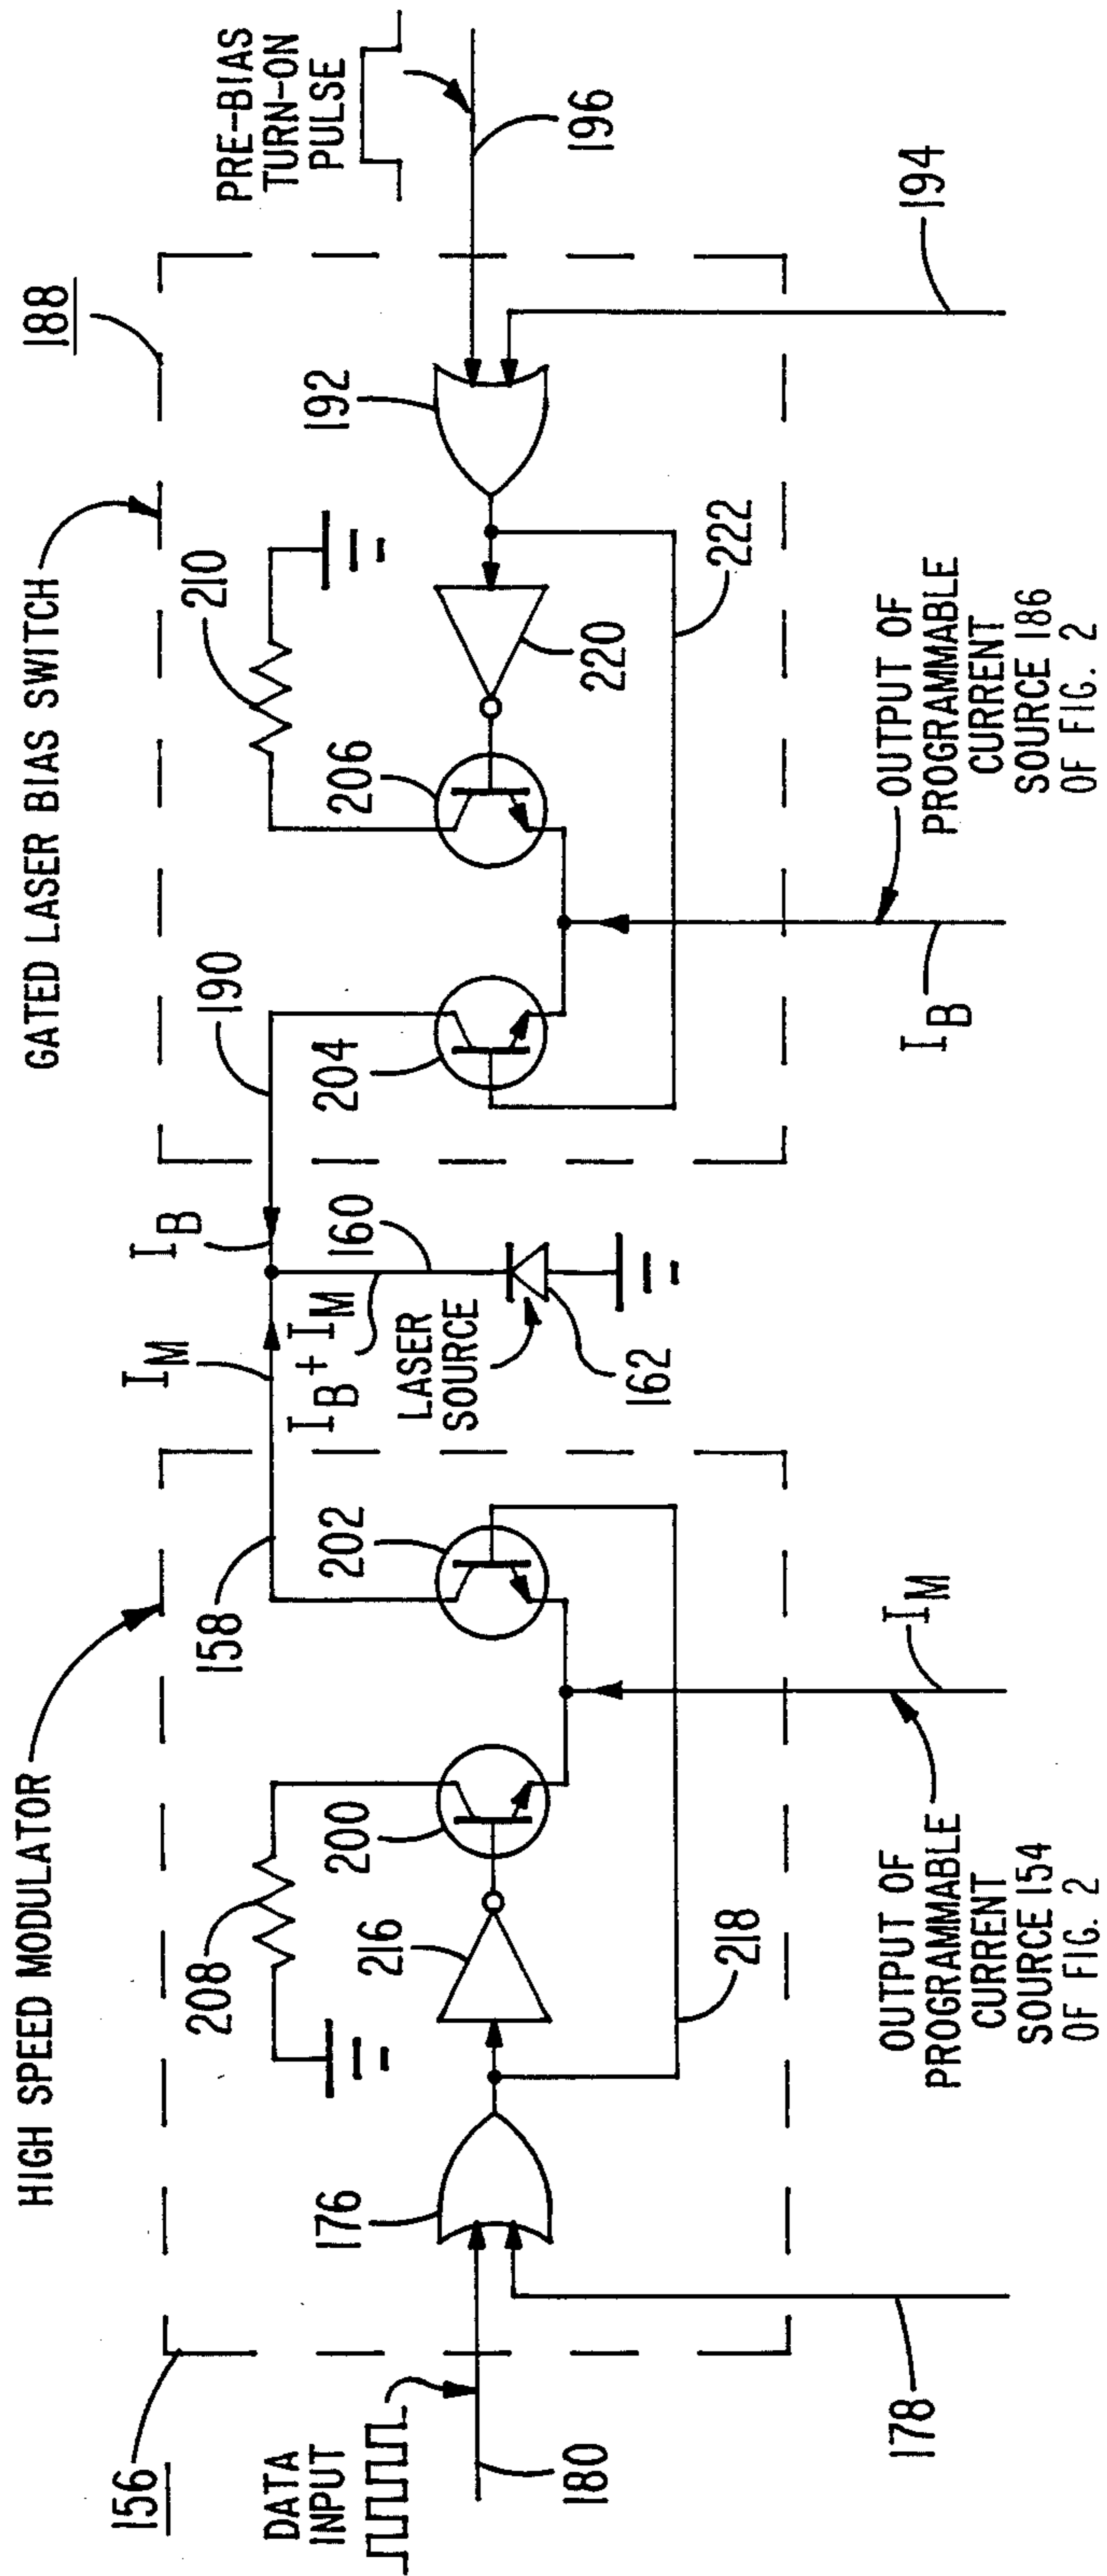 HIGH SPEED MODULATOR
GATED LASER BIAS SWITCH
156
188
DATA
INPUT
180
178
176
208
216
200
218
202
158
I_M
I_B
I_B + I_M
160
LASER
SOURCE
162
190
204
206
210
220
222
192
PRE-BIAS
TURN-ON
PULSE
196
194
OUTPUT OF
PROGRAMMABLE
CURRENT
SOURCE 154
OF FIG. 2
I_M
I_B
OUTPUT OF
PROGRAMMABLE
CURRENT
SOURCE 186
OF FIG. 2